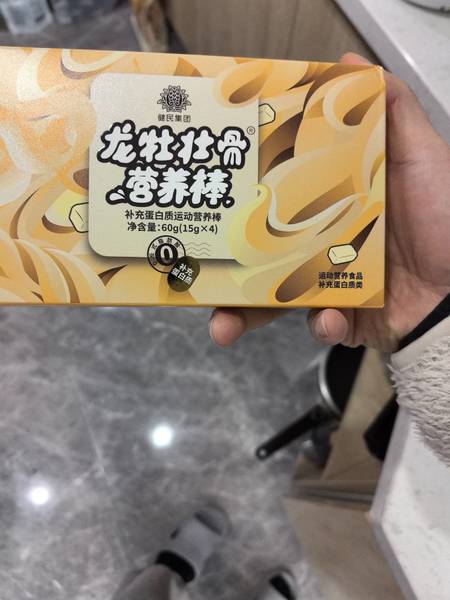 健民集团
龙牡壮骨®
营养棒
补充蛋白质运动营养棒
净含量:60g(15g×4)
0
补充
蛋白质
运动营养食品
补充蛋白质类